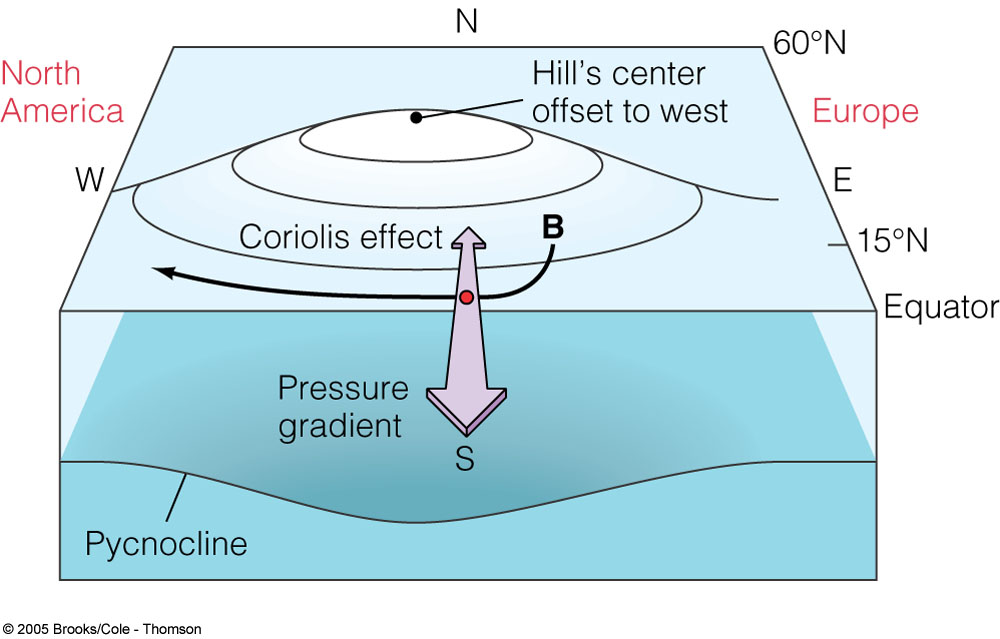 N
60°N
North
America
Hill’s center
offset to west
Europe
W
E
Coriolis effect
B
15°N
Equator
Pressure
gradient
S
Pycnocline
© 2005 Brooks/Cole - Thomson